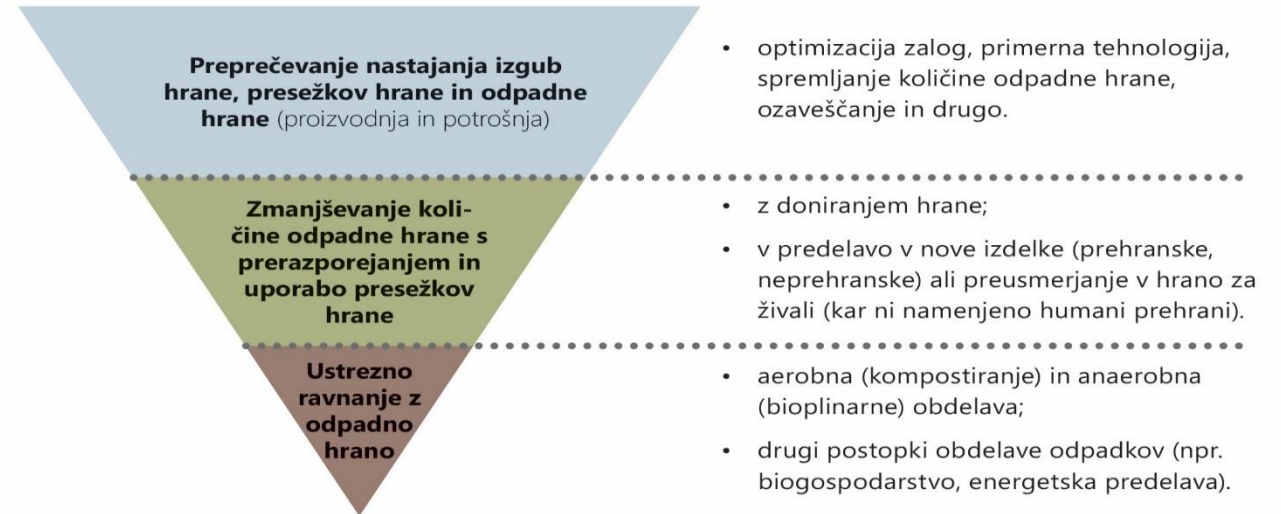 Preprečevanje nastajanja izgub
hrane, presežkov hrane in odpadne
hrane (proizvodnja in potrošnja)
• optimizacija zalog, primerna tehnologija,
spremljanje količine odpadne hrane,
ozaveščanje in drugo.
Zmanjševanje koli-
čine odpadne hrane s
prerazporejanjem in
uporabo presežkov
hrane
• z doniranjem hrane;
• v predelavo v nove izdelke (prehranske,
neprehranske) ali preusmerjanje v hrano za
živali (kar ni namenjeno humani prehrani).
Ustrezno
ravnanje z
odpadno
hrano
• aerobna (kompostiranje) in anaerobna
(bioplinarne) obdelava;
• drugi postopki obdelave odpadkov (npr.
biogospodarstvo, energetska predelava).